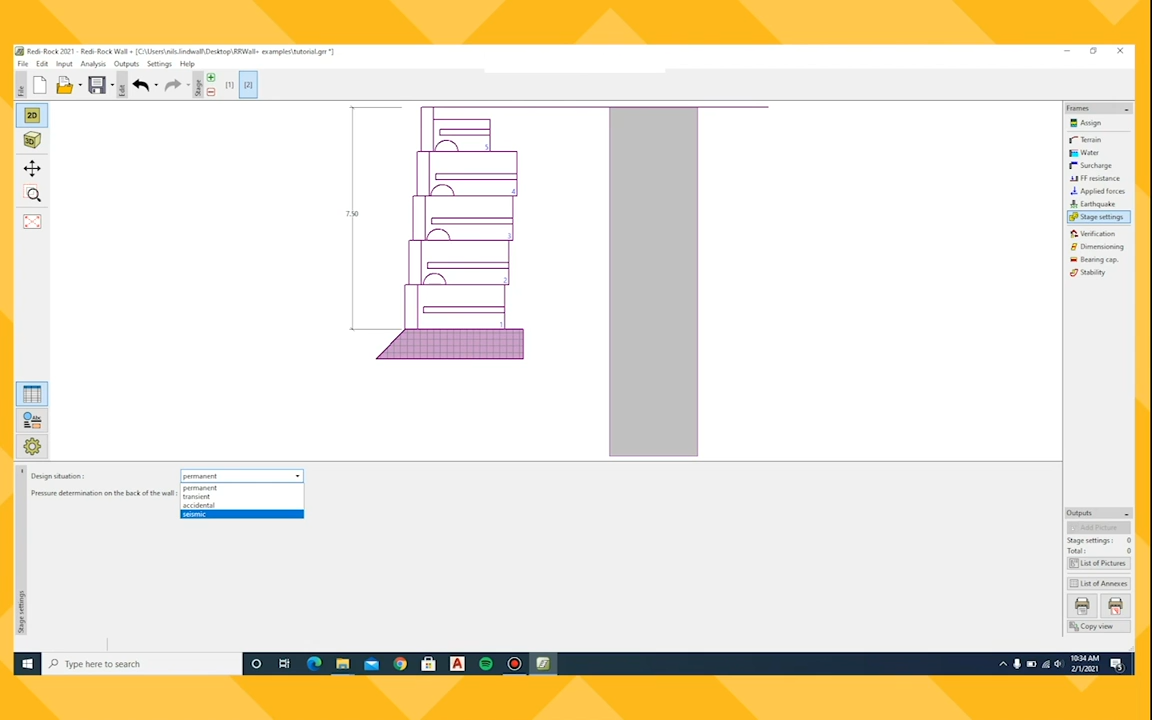 Redi-Rock 2021 - Redi-Rock Wall + [C:\Users\nils.lindwall\Desktop\RRWall+ examples\tutorial.grr *]
File Edit Input Analysis Outputs Settings Help
File
Edit
Stage
[1]
[2]
2D
3D
7.50
5
4
3
2
1
Frames
Assign
Terrain
Water
Surcharge
FF resistance
Applied forces
Earthquake
Stage settings
Verification
Dimensioning
Bearing cap.
Stability
Design situation :
permanent
Pressure determination on the back of the wall :
permanent
transient
accidental
seismic
Stage settings
Outputs
Add Picture
Stage settings : 0
Total : 0
List of Pictures
List of Annexes
Copy view
Type here to search
10:34 AM
2/1/2021